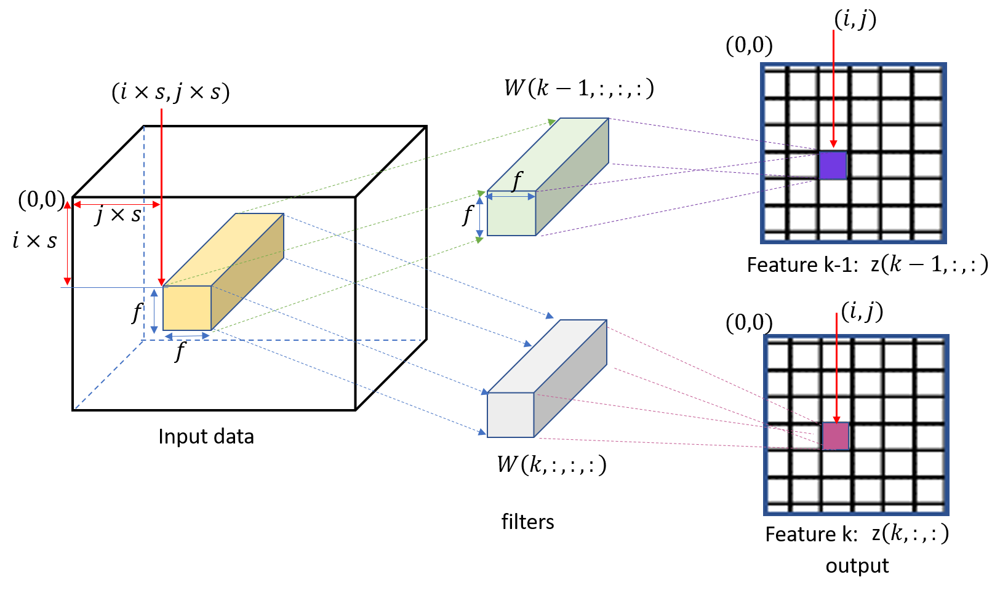 (i × s, j × s)
(0,0)
j × s
i × s
f
f
Input data
W(k − 1, : , : , : )
f
f
W(k, : , : , : )
filters
(i, j)
(0,0)
Feature k-1: z(k − 1, : , : )
(i, j)
(0,0)
Feature k: z(k, : , : )
output